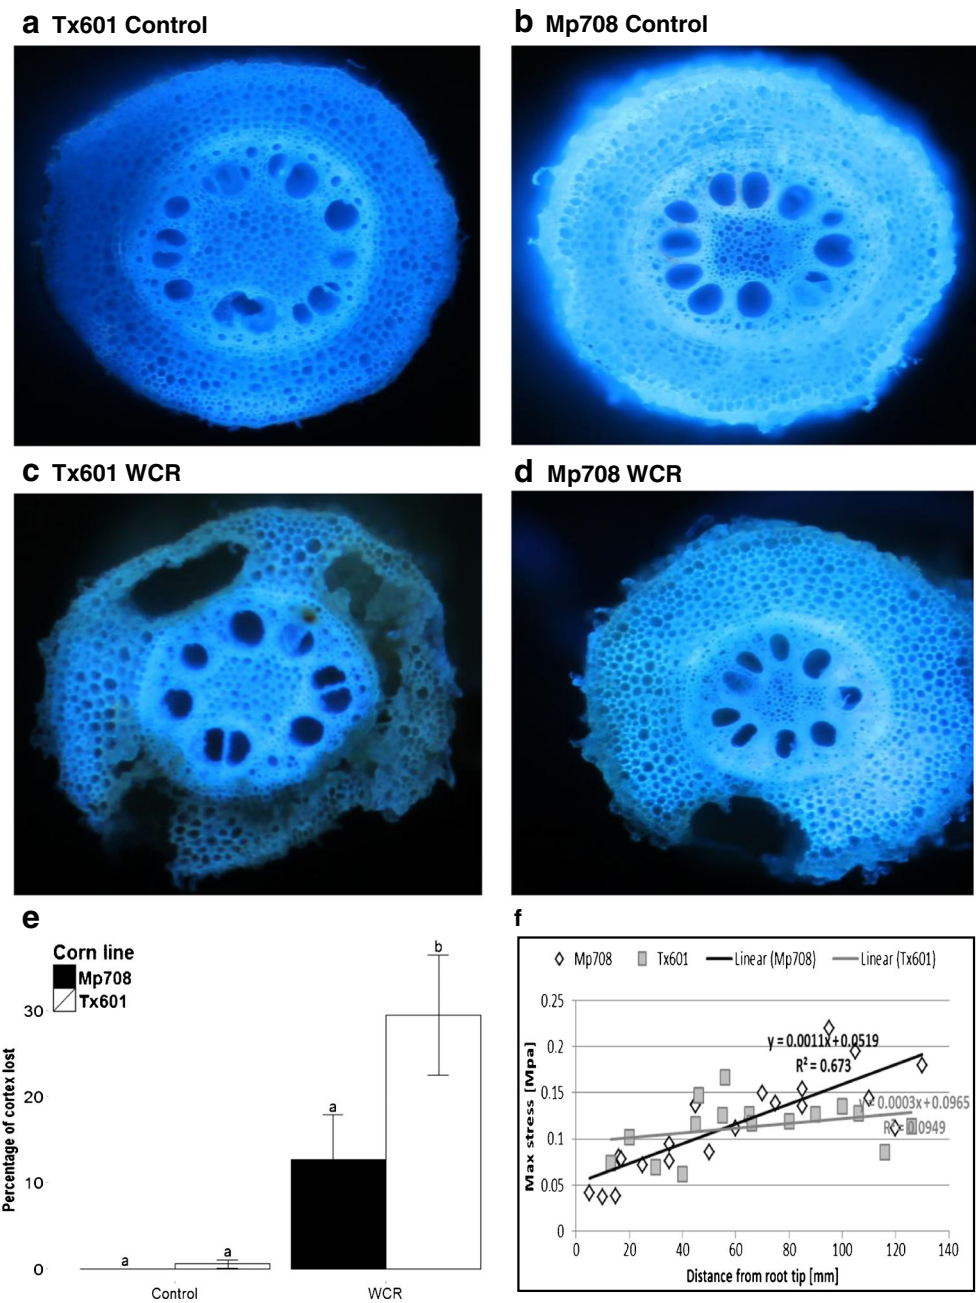 a Tx601 Control
b Mp708 Control
c Tx601 WCR
d Mp708 WCR
e
Corn line
Mp708
Tx601
Percentage of cortex lost
30
20
10
0
a
a
a
b
Control
WCR
f
Mp708
Tx601
Linear (Mp708)
Linear (Tx601)
Max stress [Mpa]
0.25
0.2
0.15
0.1
0.05
0
y = 0.0011x+0.0519
R² = 0.673
y = 0.0003x+0.0965
R² = 0.0949
0
20
40
60
80
100
120
140
Distance from root tip [mm]